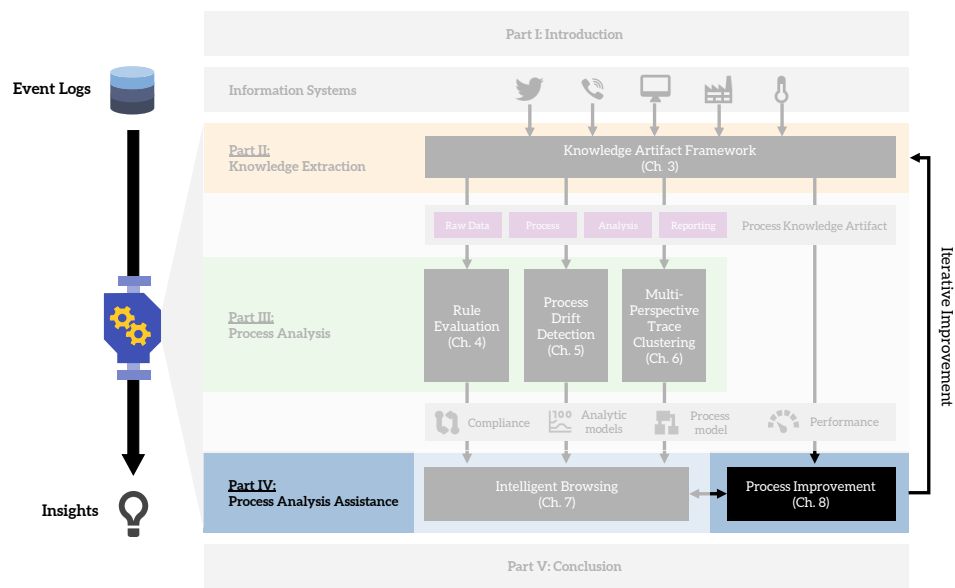 Part I: Introduction
Event Logs
Information Systems
Part II:
Knowledge Extraction
Knowledge Artifact Framework
(Ch. 3)
Raw Data
Process
Analysis
Reporting
Process Knowledge Artifact
Iterative Improvement
Part III:
Process Analysis
Rule
Evaluation
(Ch. 4)
Process
Drift
Detection
(Ch. 5)
Multi-
Perspective
Trace
Clustering
(Ch. 6)
Compliance
100
Analytic
models
Process
model
Performance
Part IV:
Process Analysis Assistance
Intelligent Browsing
(Ch. 7)
Process Improvement
(Ch. 8)
Insights
Part V: Conclusion